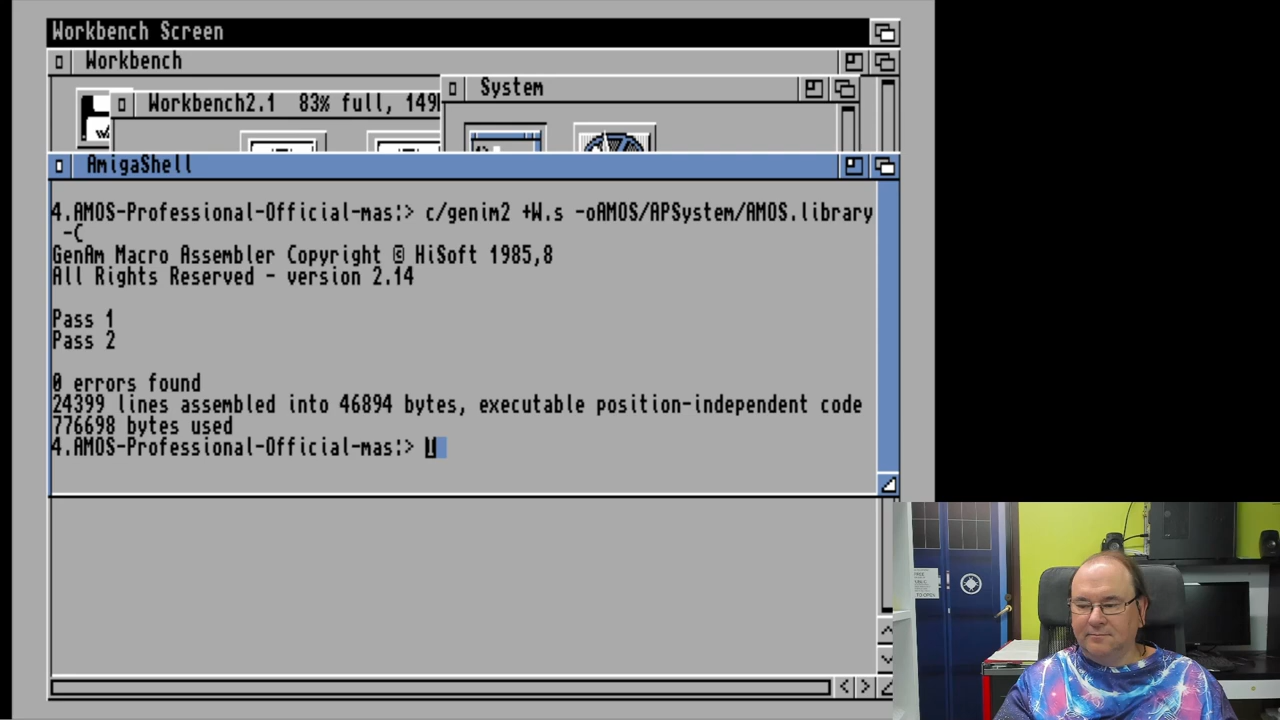 Workbench Screen
Workbench
System
Workbench2.1 83% full, 149
AmigaShell
4.AMOS-Professional-Official-mas:> c/genim2 +W.s -oAMOS/APSystem/AMOS.library
-C
GenAm Macro Assembler Copyright © HiSoft 1985,8
All Rights Reserved - version 2.14
Pass 1
Pass 2
0 errors found
24399 lines assembled into 46894 bytes, executable position-independent code
776698 bytes used
4.AMOS-Professional-Official-mas:>
FREE
TO OPEN